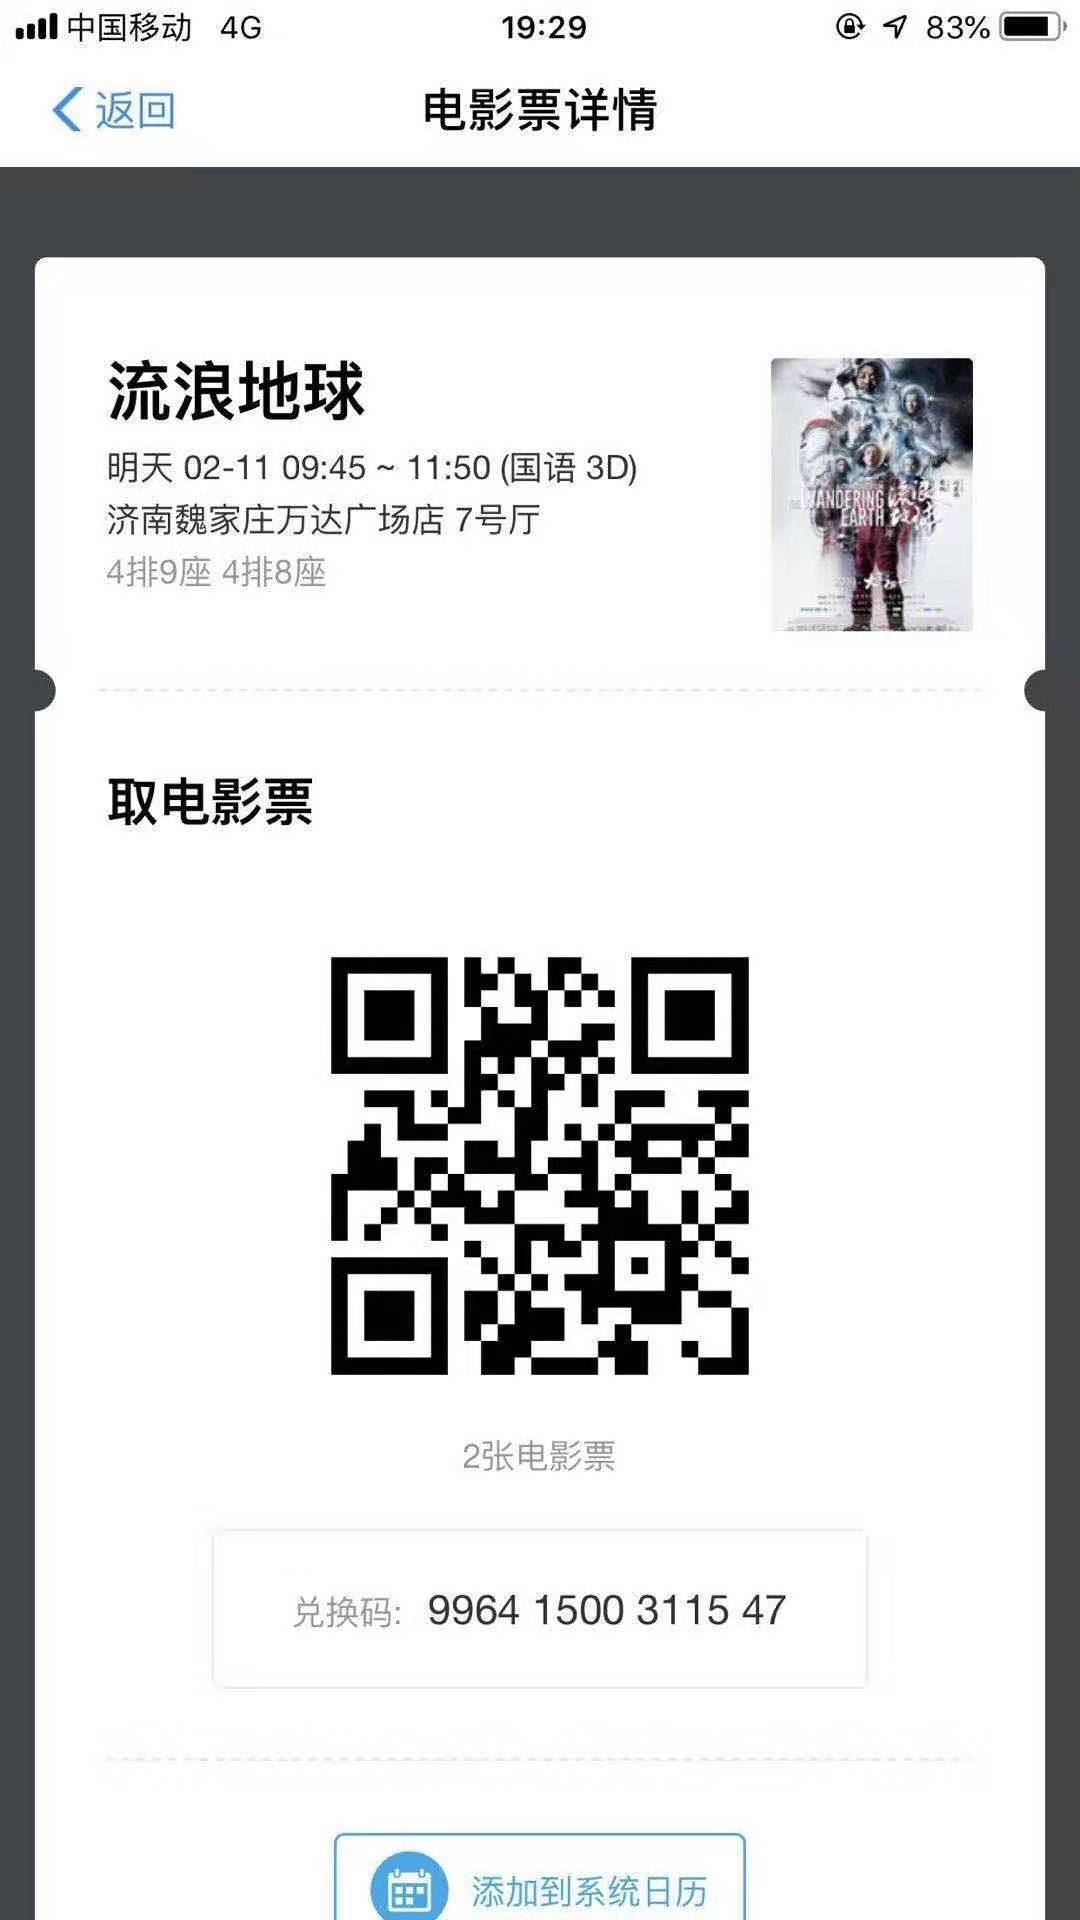 中国移动 4G 19:29 83%
返回 电影票详情
流浪地球
明天 02-11 09:45 ~ 11:50 (国语 3D)
济南魏家庄万达广场店 7号厅
4排9座 4排8座
WANDERING
EARTH
取电影票
2张电影票
兑换码: 9964 1500 3115 47
添加到系统日历